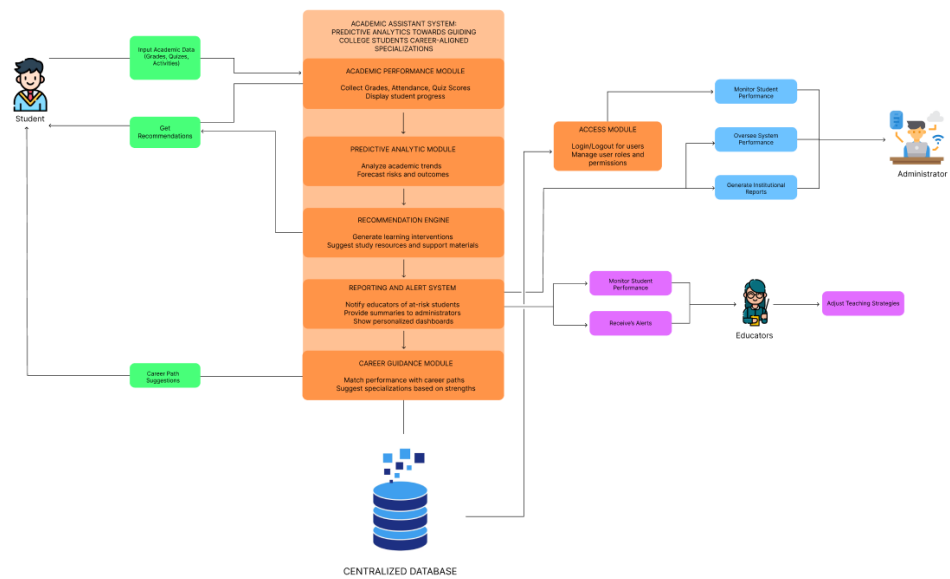 ACADEMIC ASSISTANT SYSTEM:
PREDICTIVE ANALYTICS TOWARDS GUIDING
COLLEGE STUDENTS CAREER-ALIGNED
SPECIALIZATIONS
Input Academic Data
(Grades, Quizes,
Activities)
Student
Get
Recommendations
ACADEMIC PERFORMANCE MODULE
Collect Grades, Attendance, Quiz Scores
Display student progress
PREDICTIVE ANALYTIC MODULE
Analyze academic trends
Forecast risks and outcomes
RECOMMENDATION ENGINE
Generate learning interventions
Suggest study resources and support materials
REPORTING AND ALERT SYSTEM
Notify educators of at-risk students
Provide summaries to administrators
Show personalized dashboards
CAREER GUIDANCE MODULE
Match performance with career paths
Suggest specializations based on strengths
Career Path
Suggestions
ACCESS MODULE
Login/Logout for users
Manage user roles and
permissions
Monitor Student
Performance
Oversee System
Performance
Generate Institutional
Reports
Administrator
Monitor Student
Performance
Receive's Alerts
Educators
Adjust Teaching Strategies
CENTRALIZED DATABASE